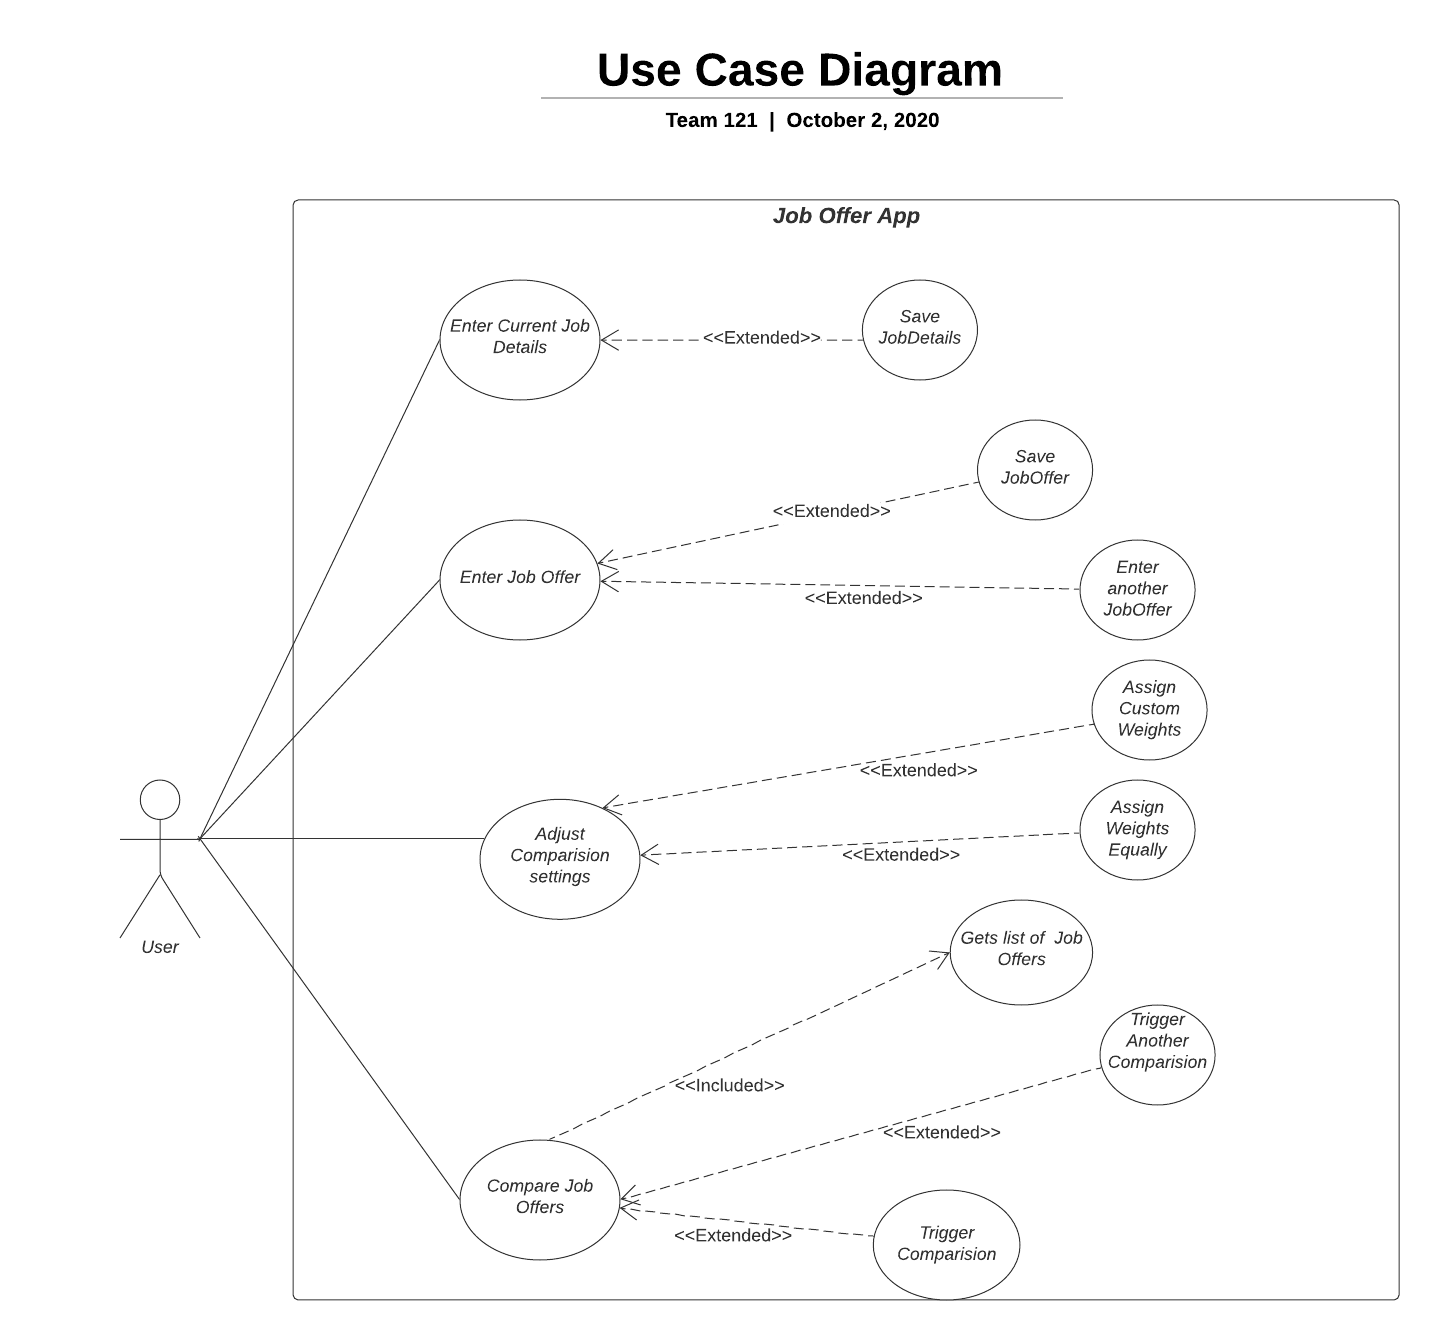 Use Case Diagram
Team 121 | October 2, 2020
Job Offer App
Enter Current Job
Details
<<Extended>>
Save
JobDetails
Save
JobOffer
<<Extended>>
Enter Job Offer
Enter
another
JobOffer
<<Extended>>
Assign
Custom
Weights
<<Extended>>
Adjust
Comparision
settings
Assign
Weights
Equally
<<Extended>>
User
Gets list of  Job
Offers
<<Included>>
Trigger
Another
Comparision
<<Extended>>
Compare Job
Offers
<<Extended>>
Trigger
Comparision